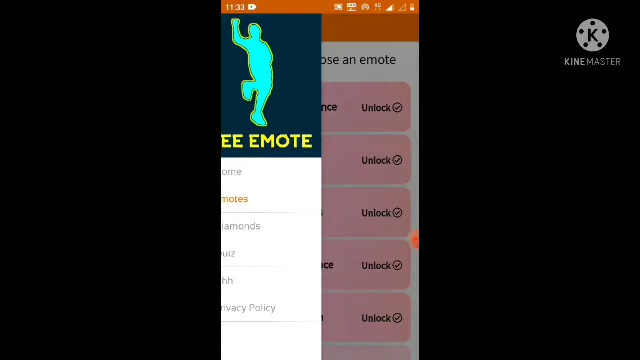 11:33
KINEMASTER
ose an emote
EE EMOTE
nce Unlock
Unlock
s Unlock
nce Unlock
n Unlock
ome
motes
iamonds
uiz
hh
rivacy Policy